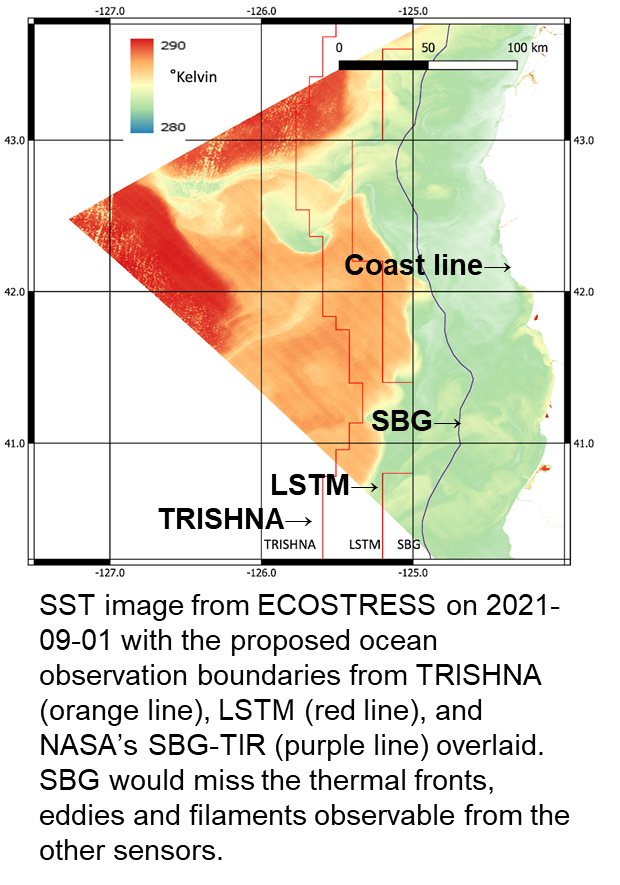 -127.0 -126.0 -125.0
290
°Kelvin
280
0 50 100 km
43.0 43.0
Coast line→
42.0 42.0
SBG→
41.0 41.0
LSTM→
TRISHNA→
TRISHNA LSTM SBG
-127.0 -126.0 -125.0
SST image from ECOSTRESS on 2021-
09-01 with the proposed ocean
observation boundaries from TRISHNA
(orange line), LSTM (red line), and
NASA’s SBG-TIR (purple line) overlaid.
SBG would miss the thermal fronts,
eddies and filaments observable from the
other sensors.